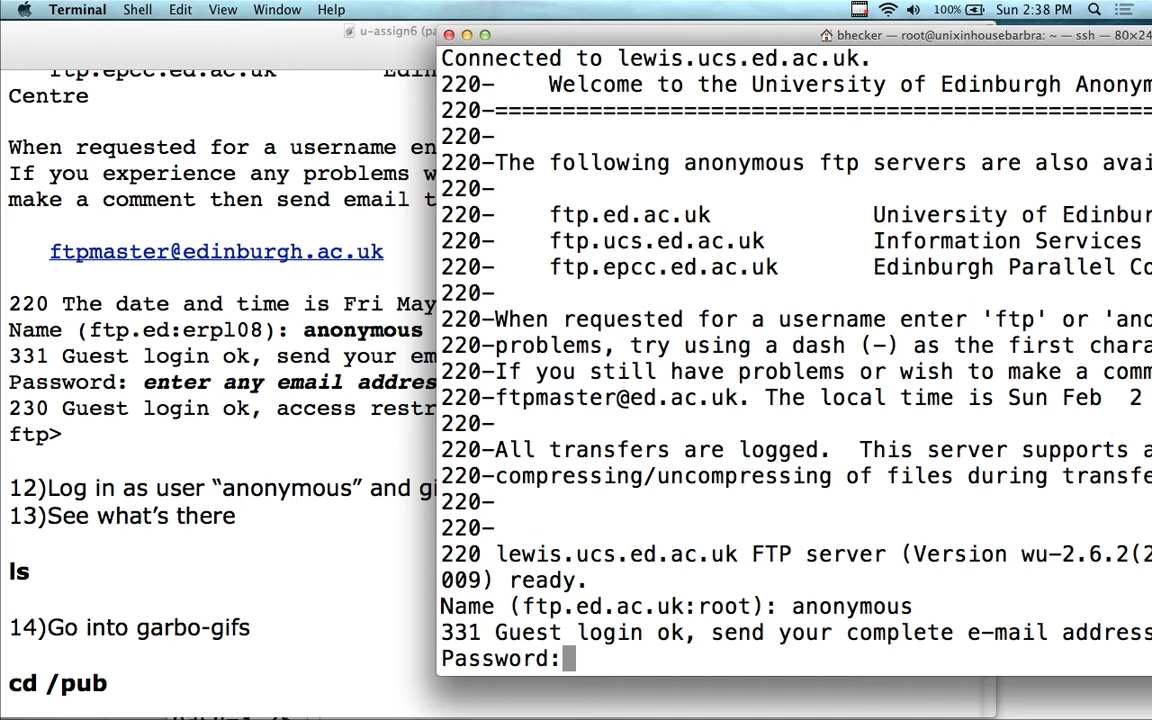 Terminal Shell Edit View Window Help 100% Sun 2:38 PM
u-assign6 (pa
bhecker — root@unixinhousebarbra: ~ — ssh — 80×24
ftp.epcc.ed.ac.uk Edin
Centre
When requested for a username en
If you experience any problems w
make a comment then send email t
ftpmaster@edinburgh.ac.uk
220 The date and time is Fri May
Name (ftp.ed:erpl08): anonymous
331 Guest login ok, send your em
Password: enter any email addres
230 Guest login ok, access restr
ftp>
12)Log in as user “anonymous” and gi
13)See what’s there
ls
14)Go into garbo-gifs
cd /pub
Connected to lewis.ucs.ed.ac.uk.
220- Welcome to the University of Edinburgh Anonym
220-====================================================
220-
220-The following anonymous ftp servers are also avai
220-
220- ftp.ed.ac.uk University of Edinbur
220- ftp.ucs.ed.ac.uk Information Services
220- ftp.epcc.ed.ac.uk Edinburgh Parallel Co
220-
220-When requested for a username enter 'ftp' or 'ano
220-problems, try using a dash (-) as the first chara
220-If you still have problems or wish to make a comm
220-ftpmaster@ed.ac.uk. The local time is Sun Feb 2
220-
220-All transfers are logged. This server supports a
220-compressing/uncompressing of files during transfe
220-
220-
220 lewis.ucs.ed.ac.uk FTP server (Version wu-2.6.2(2
009) ready.
Name (ftp.ed.ac.uk:root): anonymous
331 Guest login ok, send your complete e-mail address
Password: